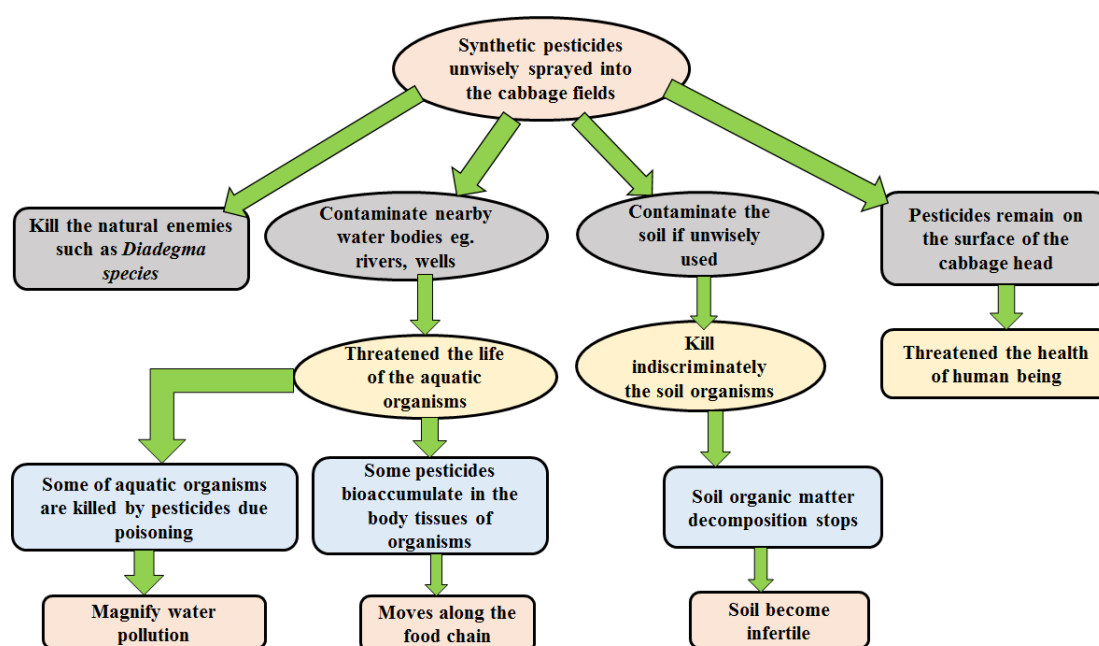 Synthetic pesticides
unwisely sprayed into
the cabbage fields
Kill the natural enemies
such as Diadegma
species
Contaminate nearby
water bodies eg.
rivers, wells
Contaminate the
soil if unwisely
used
Pesticides remain on
the surface of the
cabbage head
Threatened the life
of the aquatic
organisms
Kill
indiscriminately
the soil organisms
Threatened the health
of human being
Some of aquatic organisms
are killed by pesticides due
poisoning
Some pesticides
bioaccumulate in the
body tissues of
organisms
Soil organic matter
decomposition stops
Magnify water
pollution
Moves along the
food chain
Soil become
infertile